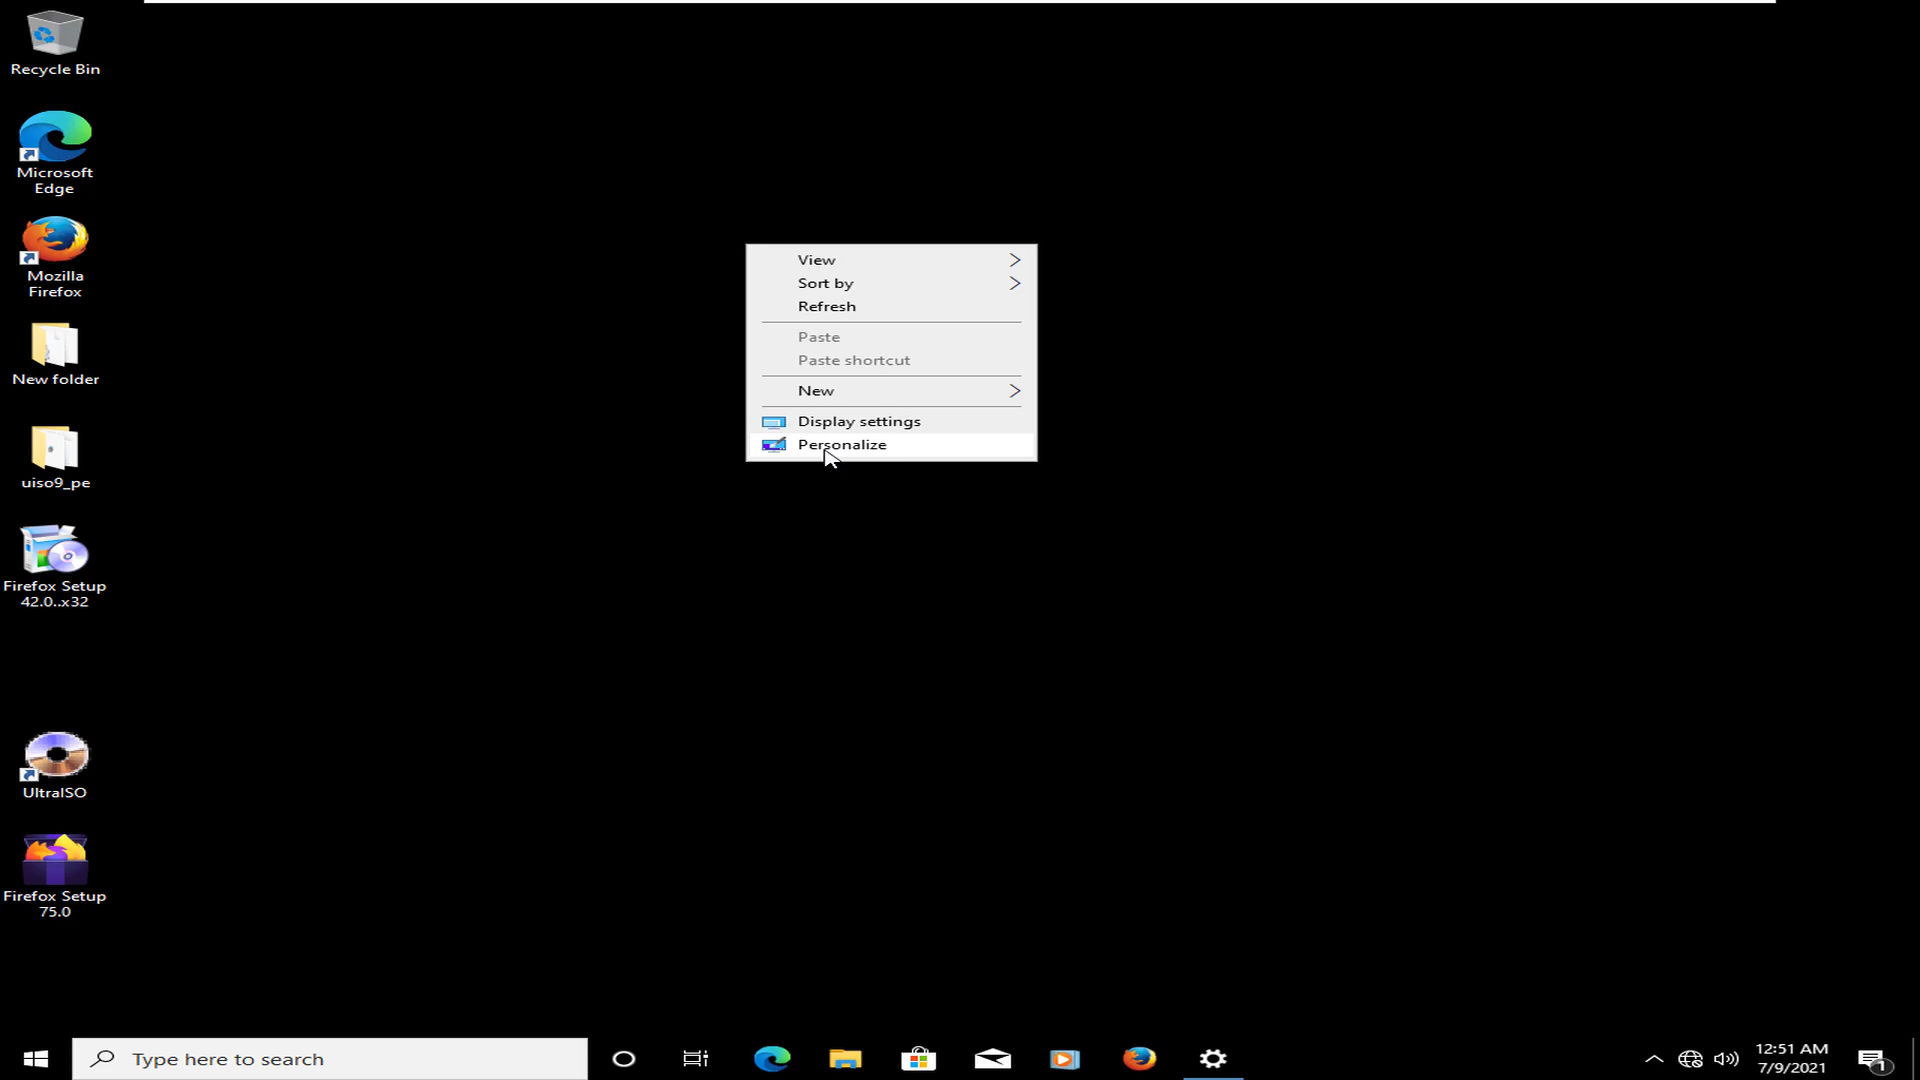 Recycle Bin
Microsoft
Edge
Mozilla
Firefox
New folder
uiso9_pe
Firefox Setup
42.0..x32
UltraISO
Firefox Setup
75.0
View
Sort by
Refresh
Paste
Paste shortcut
New
Display settings
Personalize
Type here to search
12:51 AM
7/9/2021
1